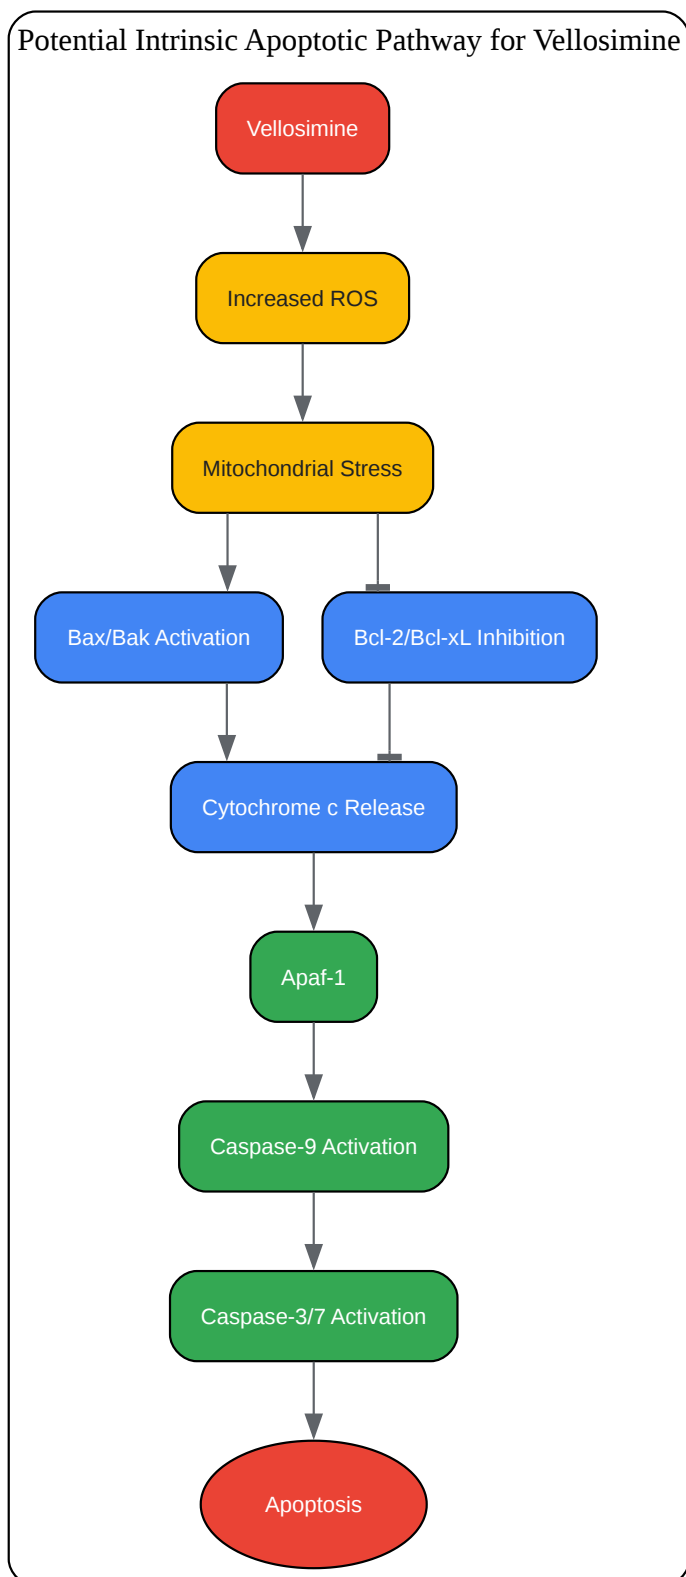 Potential Intrinsic Apoptotic Pathway for Vellosimine
Vellosimine
Increased ROS
Mitochondrial Stress
Bax/Bak Activation
Bcl-2/Bcl-xL Inhibition
Cytochrome c Release
Apaf-1
Caspase-9 Activation
Caspase-3/7 Activation
Apoptosis